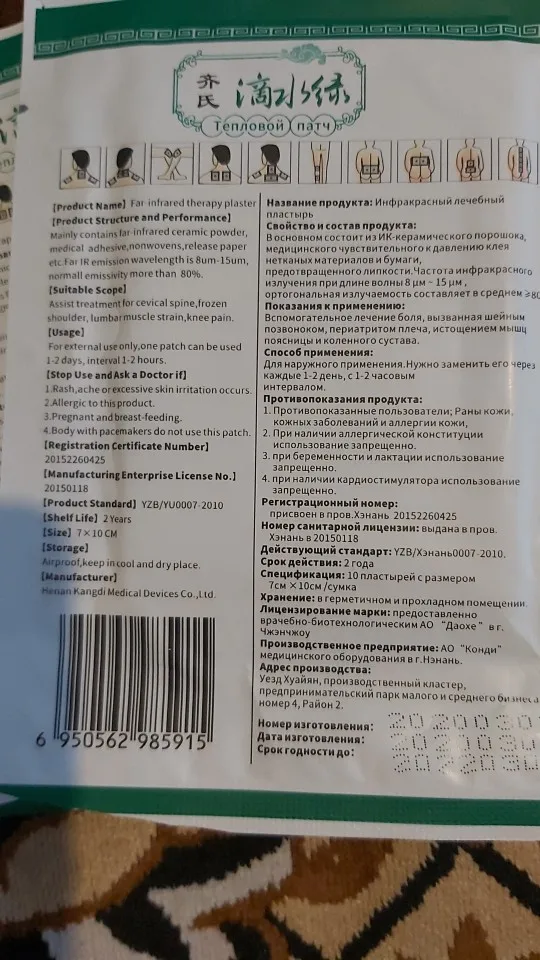 齐氏
滴水绿
Тепловой патч
【Product Name】 Far infrared therapy plaster
【Product Structure and Performance】
Mainly contains far-infrared ceramic powder,
medical adhesive,nonwovens,release paper
etc.Far IR emission wavelength is 8um-15um,
normall emissivity more than 80%.
【Suitable Scope】
Assist treatment for cervical spine,frozen
shoulder, lumbar muscle strain,knee pain.
【Usage】
For external use only,one patch can be used
1-2 days, interval 1-2 hours.
【Stop Use and Ask a Doctor if】
1.Rash,ache or excessive skin irritation occurs.
2.Allergic to this product.
3.Pregnant and breast-feeding.
4.Body with pacemakers do not use this patch.
【Registration Certificate Number】
20152260425
【Manufacturing Enterprise License No.】
20150118
【Product Standard】 YZB/YU0007-2010
【Shelf Life】 2 Years
【Size】 7×10 CM
【Storage】
Airproof,keep in cool and dry place.
【Manufacturer】
Henan Kangdi Medical Devices Co.,Ltd.
6 950562 985915
Название продукта: Инфракрасный лечебный
пластырь
Свойство и состав продукта:
В основном состоит из ИК-керамического порошока,
медицинского чувствительного к давлению клея
нетканых материалов и бумаги,
предотвращенного липкости.Частота инфракрасного
излучения при длине волны 8 μм ~ 15 μм ,
ортогональная излучаемость составляет в среднем ≥80
Показания к применению:
Вспомогательное лечение боля, вызванная шейным
позвоноком, периатритом плеча, истощением мышц
поясницы и коленного сустава.
Способ применения:
Для наружного применения.Нужно заменить его через
каждые 1-2 день, с 1-2 часовым
интервалом.
Противопоказания продукта:
1. Противопоказанные пользователи; Раны кожи,
кожных заболеваний и аллергии кожи,
2. При наличии аллергической конституции
использование запрещенно.
3. при беременности и лактации использование
запрещенно.
4. при наличии кардиостимулятора использование
запрещенно.
Регистрационный номер:
присвоен в пров.Хэнань 20152260425
Номер санитарной лицензии: выдана в пров.
Хэнань в 20150118
Действующий стандарт: YZB/Хэнань0007-2010.
Срок действия: 2 года
Спецификация: 10 пластырей с размером
7см ×10см /сумка
Хранение: в герметичном и прохладном помещении.
Лицензирование марки: предоставленно
врачебно-биотехнологическим АО “Даохе” в г.
Чжэнчжоу
Производственное предприятие: АО “Конди”
медицинского оборудования в г.Нэнань.
Адрес производства:
Уезд Хуайян, производственный кластер,
предпринимательский парк малого и среднего бизнеса
номер 4, Район 2.
Номер изготовления: 2020030
Дата изготовления: 202003
Срок годности до: 202203